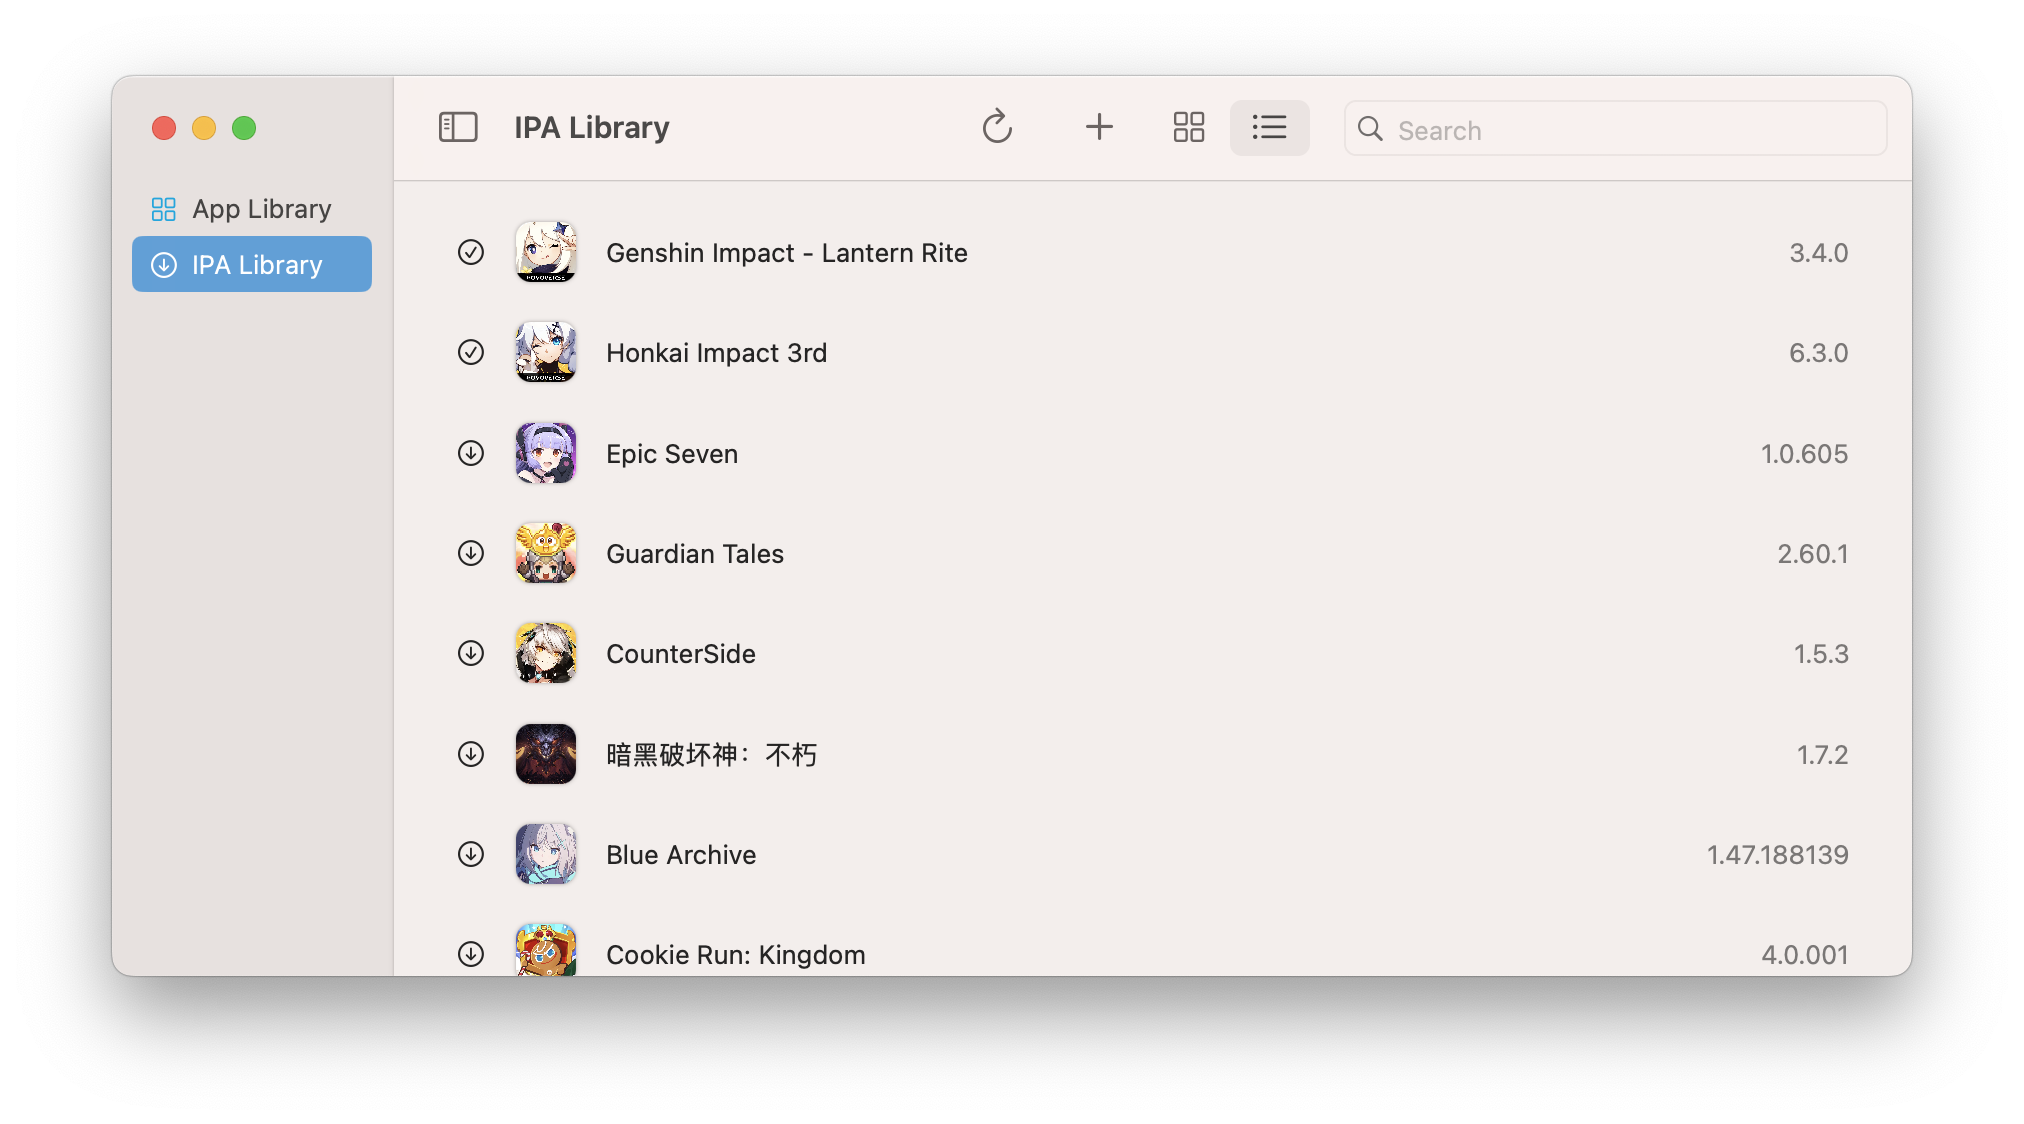 IPA Library
Search
App Library
IPA Library
Genshin Impact - Lantern Rite
3.4.0
HOYOVERSE
Honkai Impact 3rd
6.3.0
HOYOVERSE
Epic Seven
1.0.605
Guardian Tales
2.60.1
CounterSide
1.5.3
暗黑破坏神：不朽
1.7.2
Blue Archive
1.47.188139
Cookie Run: Kingdom
4.0.001